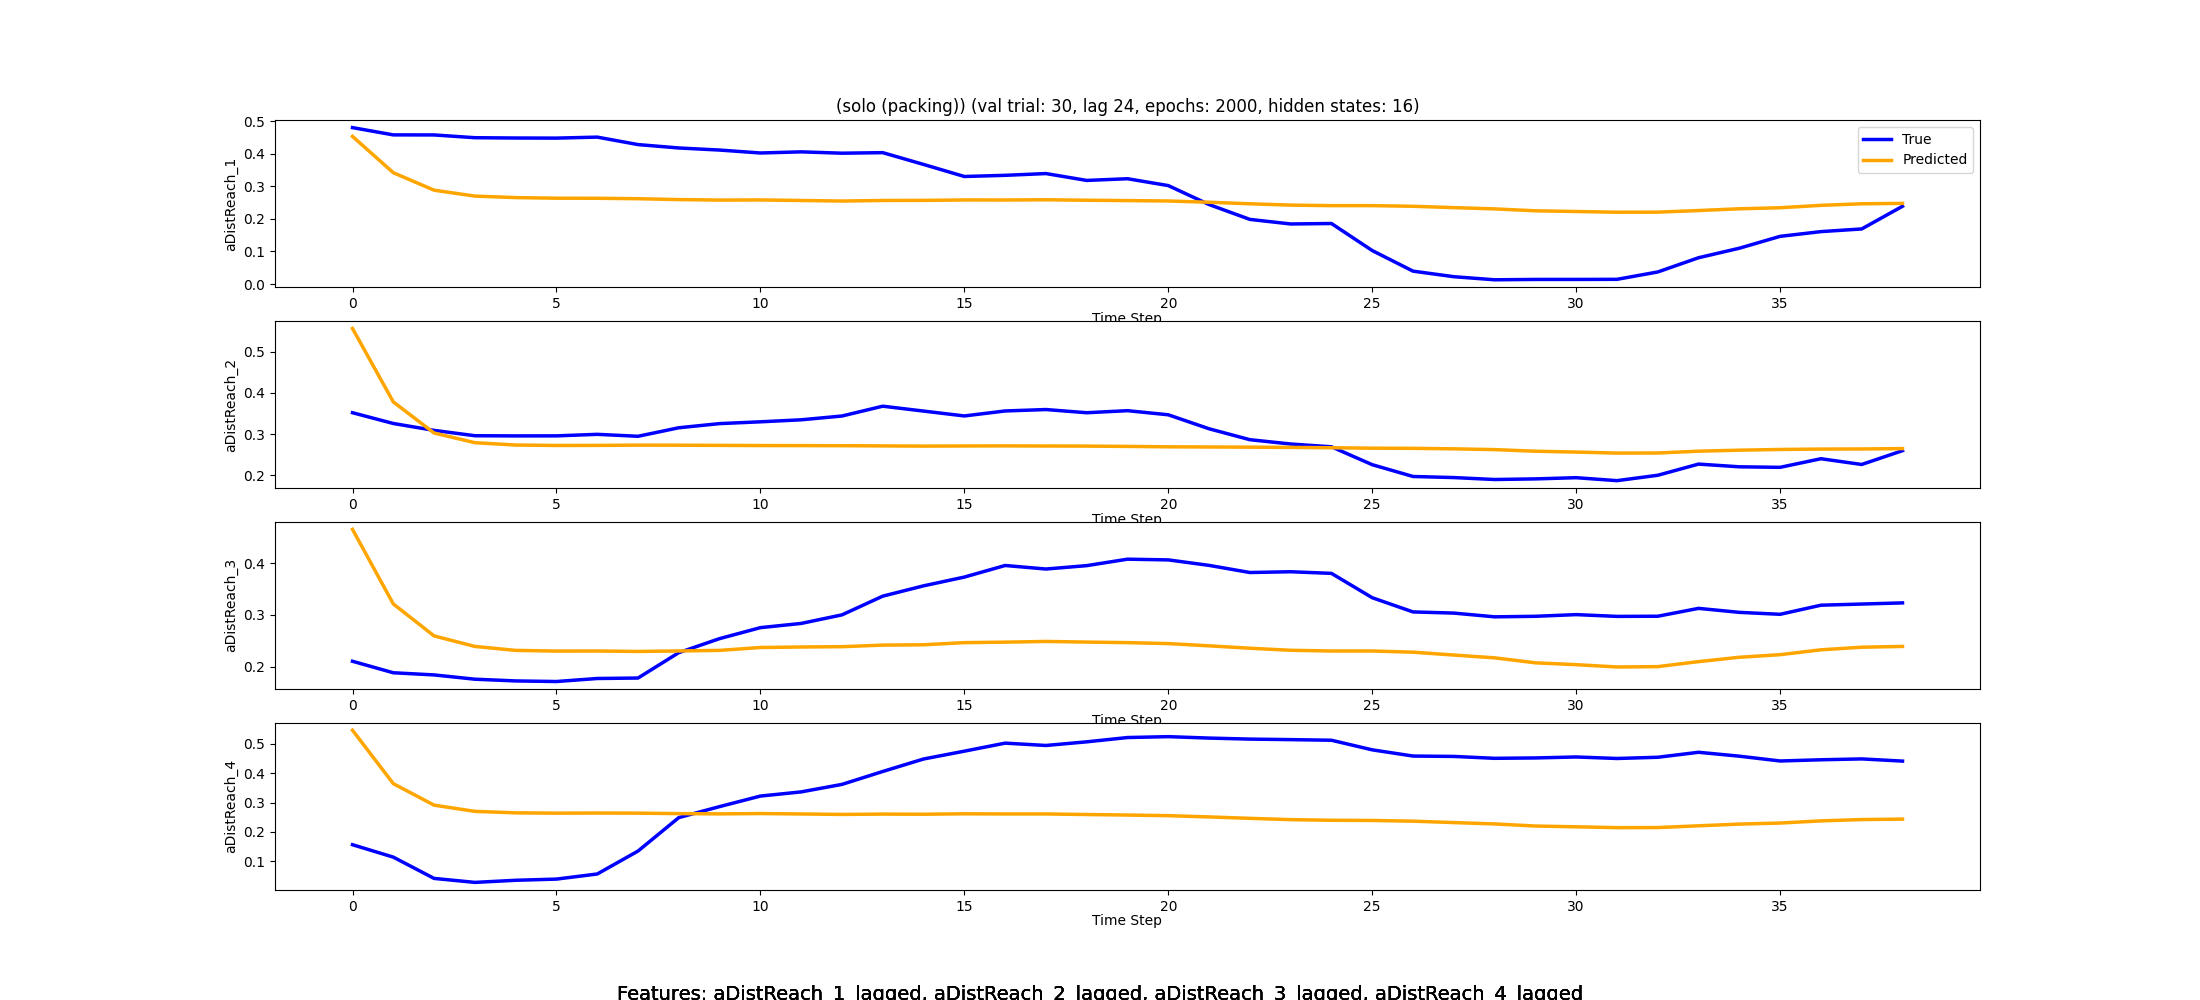 (solo (packing)) (val trial: 30, lag 24, epochs: 2000, hidden states: 16)
True
Predicted
aDistReach_1
0.5
0.4
0.3
0.2
0.1
0.0
0 5 10 15 20 25 30 35
Time Step
aDistReach_2
0.5
0.4
0.3
0.2
0 5 10 15 20 25 30 35
Time Step
aDistReach_3
0.4
0.3
0.2
0 5 10 15 20 25 30 35
Time Step
aDistReach_4
0.5
0.4
0.3
0.2
0.1
0 5 10 15 20 25 30 35
Time Step
Features: aDistReach_1_lagged, aDistReach_2_lagged, aDistReach_3_lagged, aDistReach_4_lagged